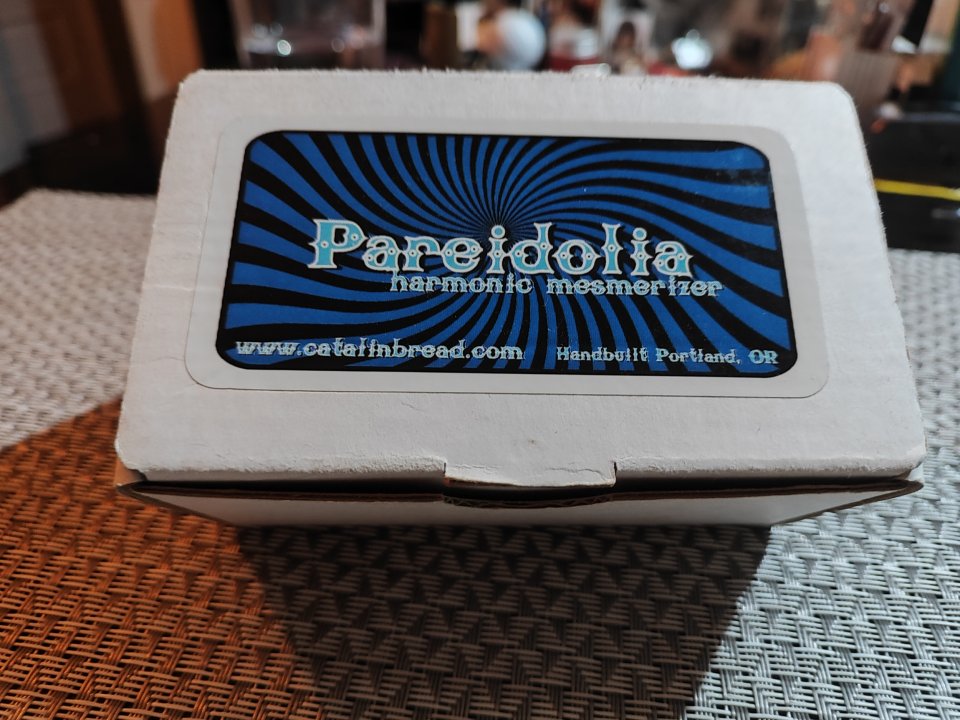 Pareidolia
harmonic mesmerizer
www.catalinbread.com Handbuilt Portland, OR